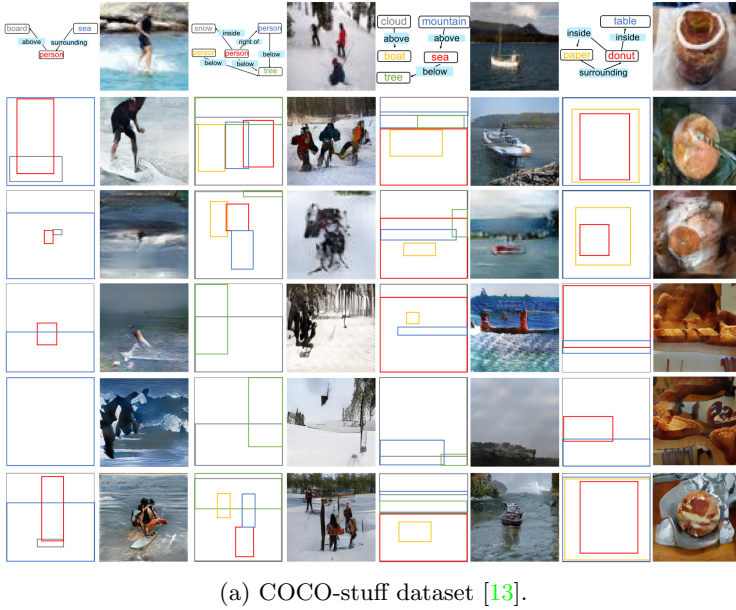 board
above
surrounding
person
snow
person
inside
right of
person
person
below
below
below
tree
cloud
mountain
above
above
boat
sea
tree
below
table
inside
inside
paper
donut
surrounding
(a) COCO-stuff dataset [13].